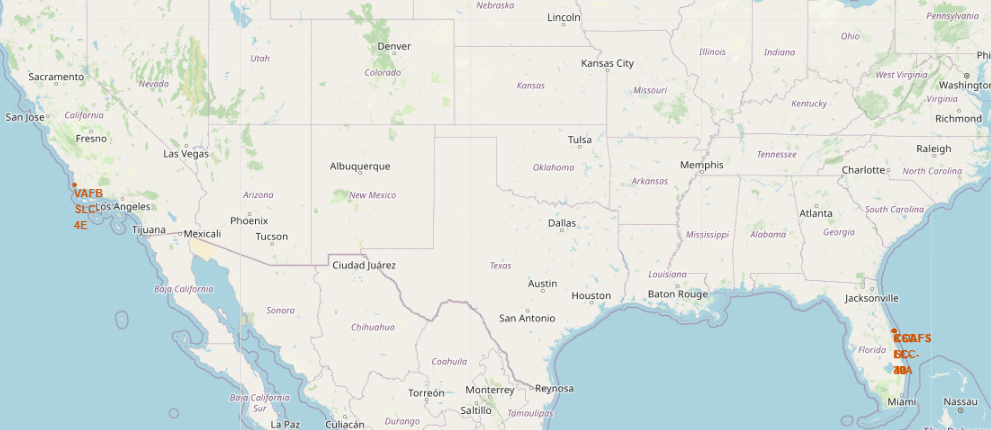 Nebraska
Lincoln
Pennsylvania
Ohio
Illinois
Indiana
Denver
Utah
Sacramento
Nevada
Colorado
Kansas City
Kansas
Missouri
West Virginia
Washington
Virginia
San Jose
California
Kentucky
Richmond
Fresno
Las Vegas
Tulsa
Raleigh
Tennessee
Albuquerque
Oklahoma
Memphis
Charlotte
North Carolina
Arkansas
VAFB
SLC-
4E
Los Angeles
Arizona
New Mexico
Phoenix
Dallas
Atlanta
South Carolina
Tijuana
Mexicali
Tucson
Mississippi
Alabama
Georgia
Ciudad Juárez
Texas
Louisiana
Baja California
Austin
Houston
Baton Rouge
Jacksonville
Sonora
San Antonio
Chihuahua
Florida
Coahuila
Baja California
Sur
Torreón
Monterrey
Reynosa
Miami
Nassau
Saltillo
Tamaulipas
La Paz
Culiacán
Durango